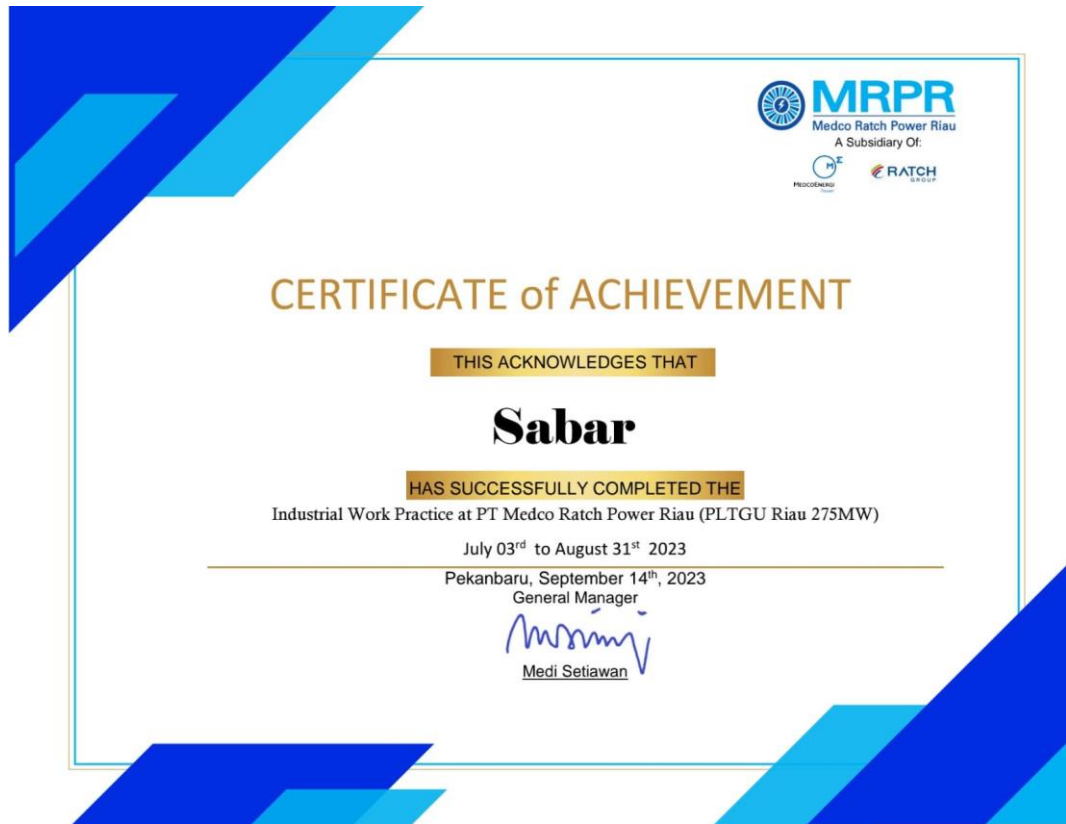 MRPR
Medco Ratch Power Riau
A Subsidiary Of:
MEDCOENERGI
Power
RATCH
GROUP
CERTIFICATE of ACHIEVEMENT
THIS ACKNOWLEDGES THAT
Sabar
HAS SUCCESSFULLY COMPLETED THE
Industrial Work Practice at PT Medco Ratch Power Riau (PLTGU Riau 275MW)
July 03rd to August 31st 2023
Pekanbaru, September 14th, 2023
General Manager
Medi Setiawan